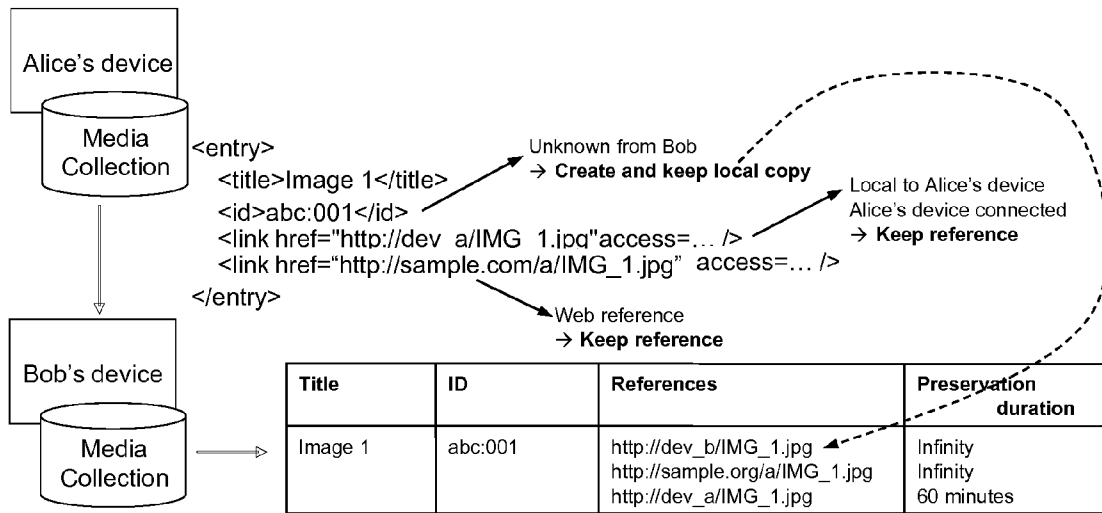 Alice's device
Media
Collection
<entry>
<title>Image 1</title>
<id>abc:001</id>
<link href="http://dev_a/IMG_1.jpg"access=… />
<link href=“http://sample.com/a/IMG_1.jpg” access=… />
</entry>
Unknown from Bob
→ Create and keep local copy
Local to Alice's device
Alice's device connected
→ Keep reference
Web reference
→ Keep reference
Bob's device
Media
Collection
Title ID References Preservation
duration
Image 1 abc:001 http://dev_b/IMG_1.jpg Infinity
http://sample.org/a/IMG_1.jpg Infinity
http://dev_a/IMG_1.jpg 60 minutes